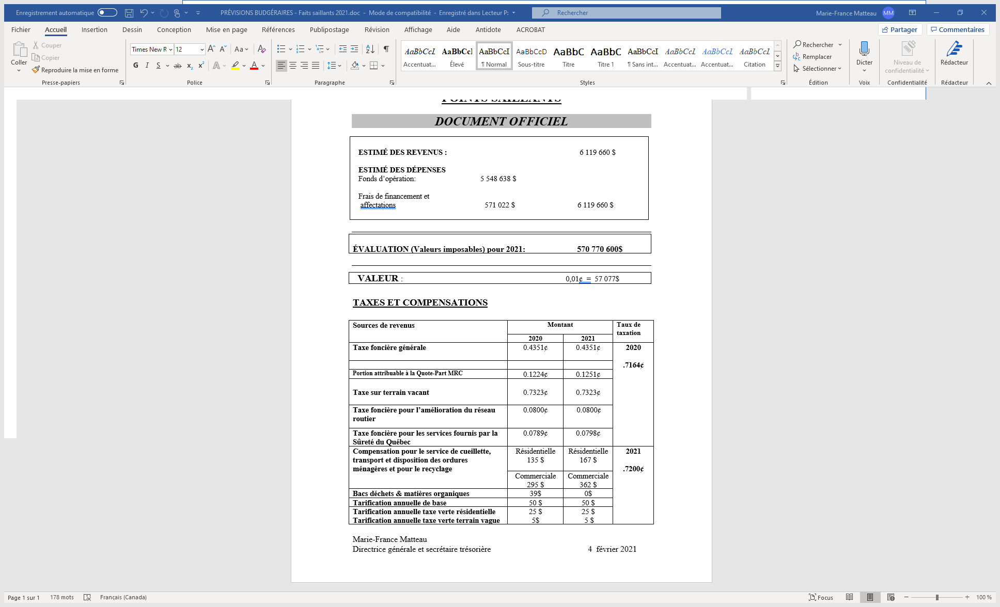 Enregistrement automatique
PRÉVISIONS BUDGÉRAIRES - Faits saillants 2021.doc - Mode de compatibilité - Enregistré dans Lecteur P:
Rechercher
Marie-France Matteau MM
Fichier Accueil Insertion Dessin Conception Mise en page Références Publipostage Révision Affichage Aide Antidote ACROBAT Partager Commentaires
Coller
Couper
Copier
Reproduire la mise en forme
Presse-papiers
Times New R 12
G I S ab x₂ x²
Police
Paragraphe
AaBbCcI AaBbCcI AaBbCcI AaBbCcD AaBbC AaBbC AaBbCcI AaBbCcI AaBbCcI AaBbCcI
Accentuat... Élevé ¶ Normal Sous-titre Titre Titre 1 ¶ Sans int... Accentuat... Accentuat... Citation
Styles
Rechercher
Remplacer
Sélectionner
Édition
Dicter
Voix
Niveau de
confidentialité
Confidentialité
Rédacteur
Rédacteur
POINTS SAILLANTS
DOCUMENT OFFICIEL
ESTIMÉ DES REVENUS : 6 119 660 $
ESTIMÉ DES DÉPENSES
Fonds d’opération: 5 548 638 $
Frais de financement et
affectations 571 022 $ 6 119 660 $
ÉVALUATION (Valeurs imposables) pour 2021: 570 770 600$
VALEUR : 0,01¢ = 57 077$
TAXES ET COMPENSATIONS
Sources de revenus Montant Taux de
taxation
2020 2021
Taxe foncière générale 0.4351¢ 0.4351¢ 2020
.7164¢
Portion attribuable à la Quote-Part MRC 0.1224¢ 0.1251¢
Taxe sur terrain vacant 0.7323¢ 0.7323¢
Taxe foncière pour l’amélioration du réseau 0.0800¢ 0.0800¢
routier
Taxe foncière pour les services fournis par la 0.0789¢ 0.0798¢
Sûreté du Québec
Compensation pour le service de cueillette, Résidentielle Résidentielle 2021
transport et disposition des ordures 135 $ 167 $
ménagères et pour le recyclage .7200¢
Commerciale Commerciale
295 $ 362 $
Bacs déchets & matières organiques 39$ 0$
Tarification annuelle de base 50 $ 50 $
Tarification annuelle taxe verte résidentielle 25 $ 25 $
Tarification annuelle taxe verte terrain vague 5$ 5 $
Marie-France Matteau
Directrice générale et secrétaire trésorière 4 février 2021
Page 1 sur 1 178 mots Français (Canada) Focus 100 %